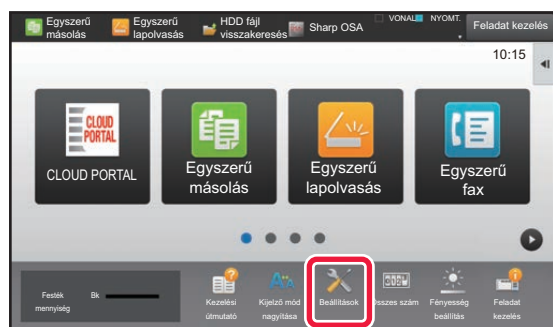 Egyszerű másolás
Egyszerű lapolvasás
HDD fájl visszakeresés
Sharp OSA
VONAL
NYOMT.
Feladat kezelés
10:15
CLOUD PORTAL
CLOUD PORTAL
Egyszerű másolás
Egyszerű lapolvasás
Egyszerű fax
Festék mennyiség
Bk
Kezelési útmutató
Kijelző mód nagyítása
Beállítások
Összes szám
Fényesség beállítás
Feladat kezelés